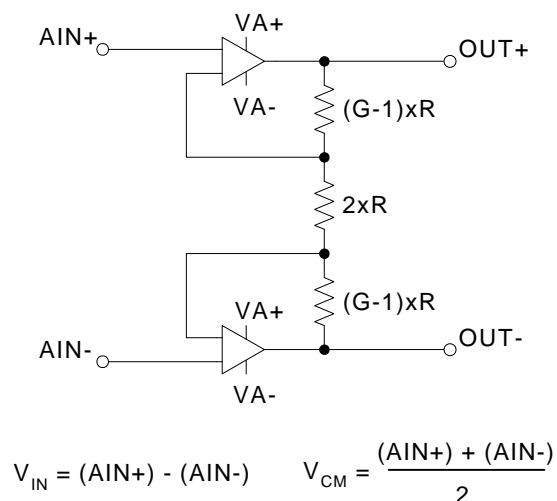 AIN+
VA+
OUT+
VA-
(G-1)xR
2xR
VA+
(G-1)xR
AIN-
OUT-
VA-
V_IN = (AIN+) - (AIN-)
V_CM = (AIN+) + (AIN-)
2